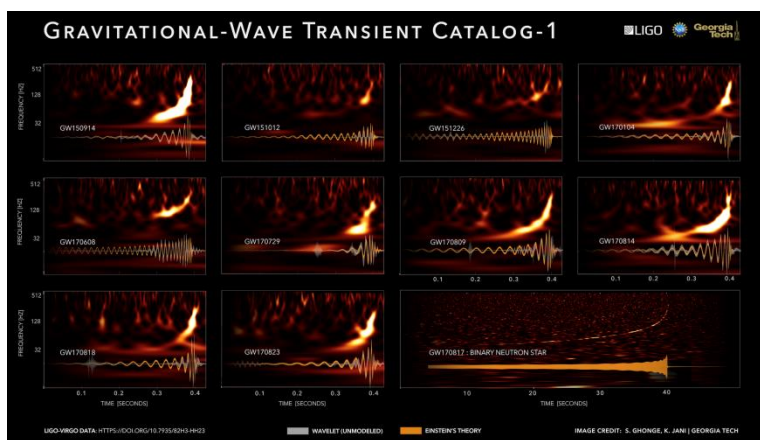 GRAVITATIONAL-WAVE TRANSIENT CATALOG-1
LIGO
Georgia Tech
FREQUENCY [HZ]
512
128
32
GW150914
GW151012
GW151226
GW170104
FREQUENCY [HZ]
512
128
32
GW170608
GW170729
GW170809
GW170814
0.1 0.2 0.3 0.4
0.1 0.2 0.3 0.4
FREQUENCY [HZ]
512
128
32
GW170818
GW170823
GW170817 : BINARY NEUTRON STAR
0.1 0.2 0.3 0.4
0.1 0.2 0.3 0.4
10 20 30 40
TIME [SECONDS]
TIME [SECONDS]
TIME [SECONDS]
LIGO-VIRGO DATA: HTTPS://DOI.ORG/10.7935/82H3-HH23
WAVELET (UNMODELED)
EINSTEIN'S THEORY
IMAGE CREDIT: S. GHONGE, K. JANI | GEORGIA TECH